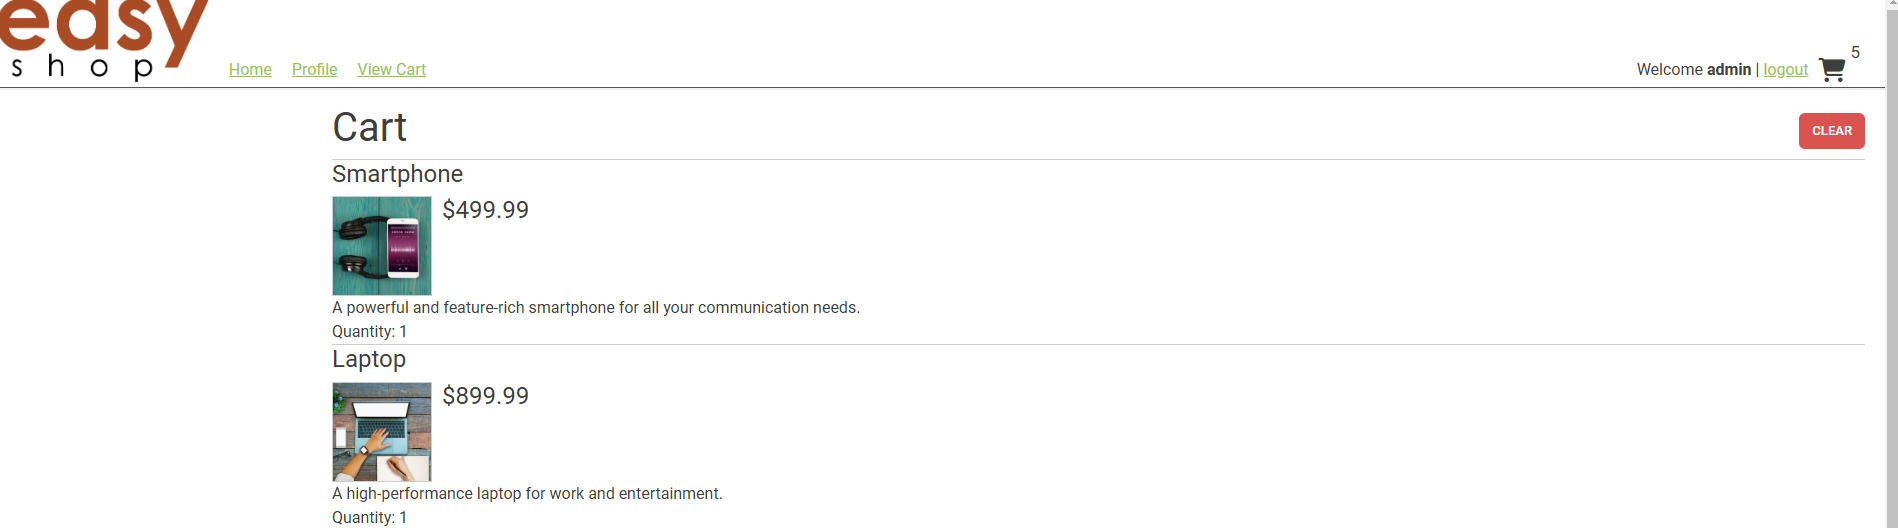 easy
shop
Home Profile View Cart
Welcome admin | logout 5
Cart
CLEAR
Smartphone
$499.99
A powerful and feature-rich smartphone for all your communication needs.
Quantity: 1
Laptop
$899.99
A high-performance laptop for work and entertainment.
Quantity: 1